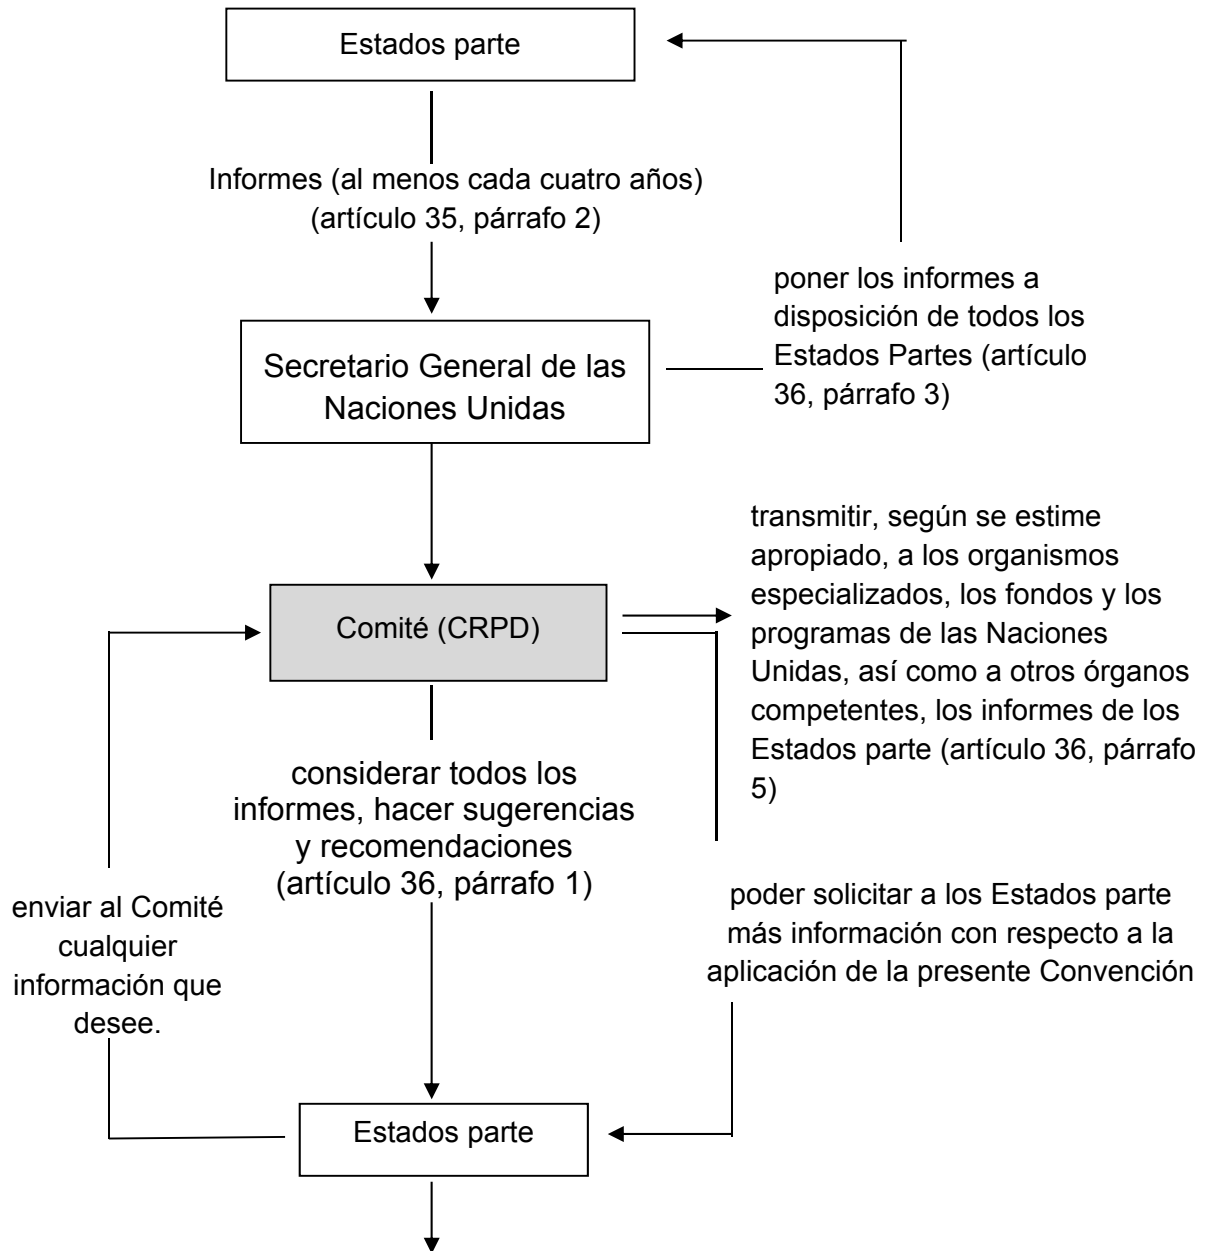 Estados parte
Informes (al menos cada cuatro años)
(artículo 35, párrafo 2)
poner los informes a
disposición de todos los
Estados Partes (artículo
36, párrafo 3)
Secretario General de las
Naciones Unidas
transmitir, según se estime
apropiado, a los organismos
especializados, los fondos y los
programas de las Naciones
Unidas, así como a otros órganos
competentes, los informes de los
Estados parte (artículo 36, párrafo
5)
Comité (CRPD)
considerar todos los
informes, hacer sugerencias
y recomendaciones
(artículo 36, párrafo 1)
enviar al Comité
cualquier
información que
desee.
poder solicitar a los Estados parte
más información con respecto a la
aplicación de la presente Convención
Estados parte